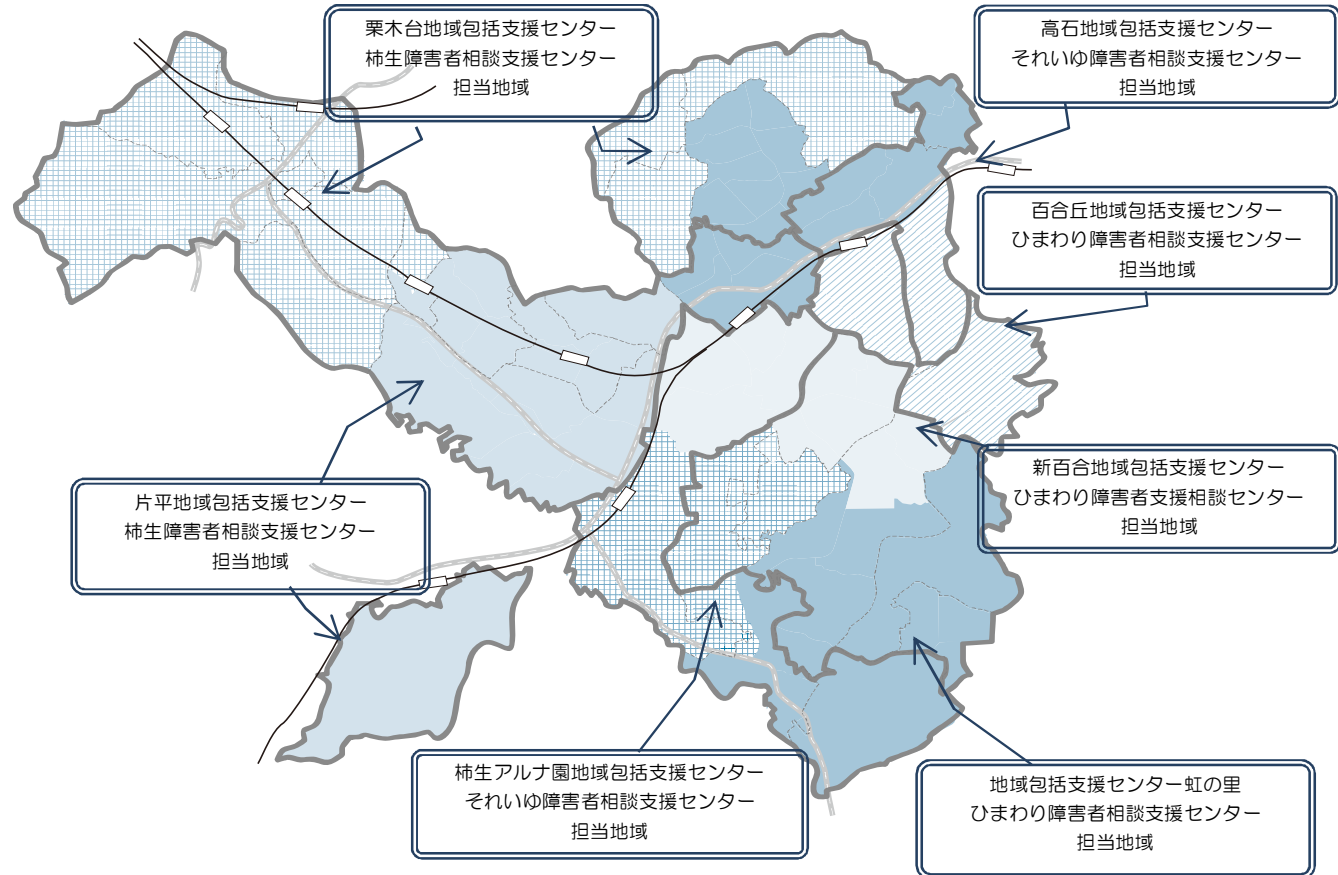 栗木台地域包括支援センター
柿生障害者相談支援センター
担当地域
高石地域包括支援センター
それいゆ障害者相談支援センター
担当地域
百合丘地域包括支援センター
ひまわり障害者相談支援センター
担当地域
新百合地域包括支援センター
ひまわり障害者支援相談センター
担当地域
片平地域包括支援センター
柿生障害者相談支援センター
担当地域
柿生アルナ園地域包括支援センター
それいゆ障害者相談支援センター
担当地域
地域包括支援センター虹の里
ひまわり障害者相談支援センター
担当地域